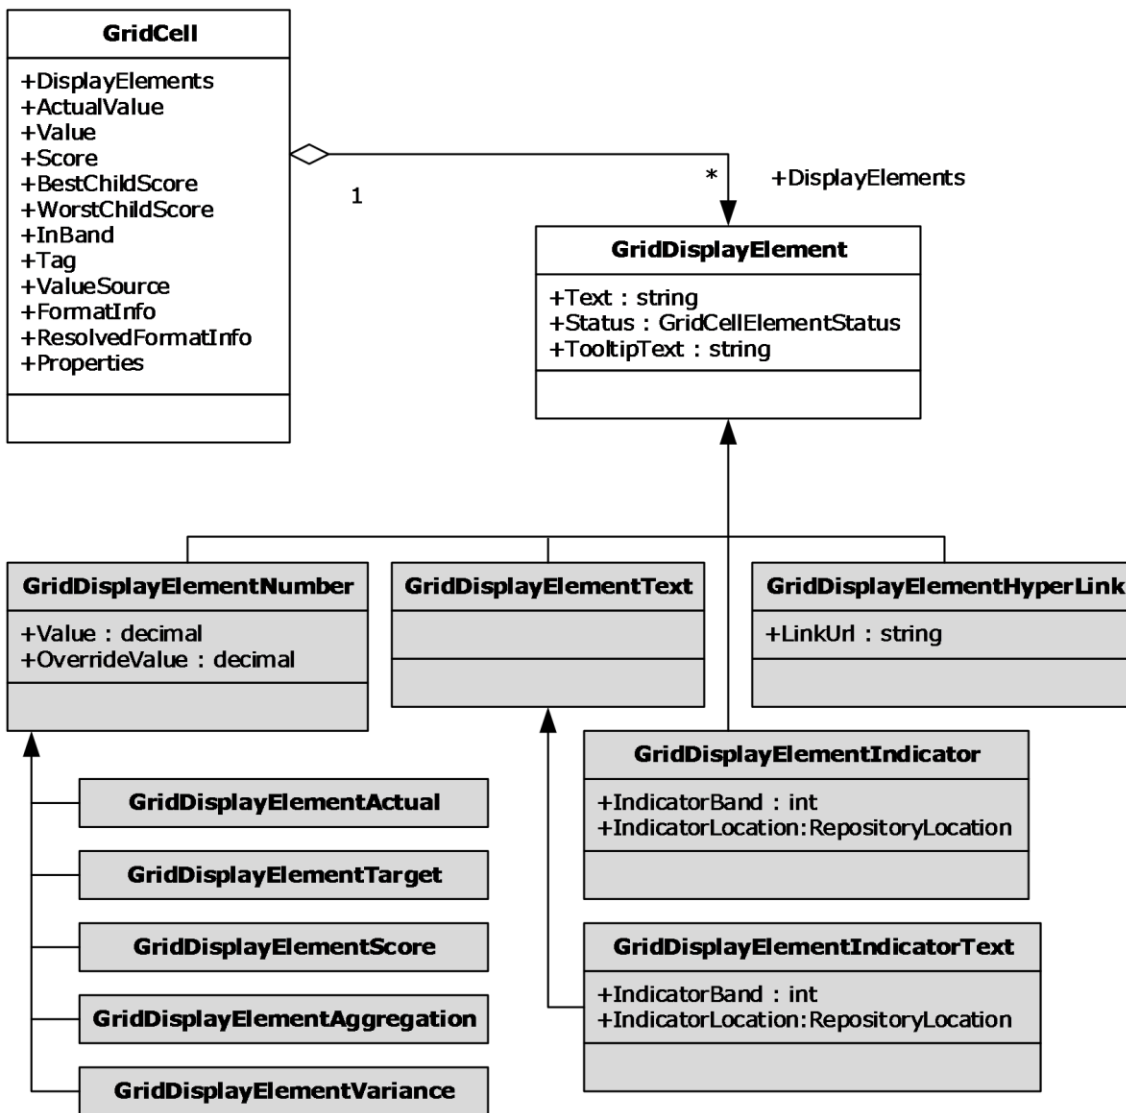 GridCell
+DisplayElements
+ActualValue
+Value
+Score
+BestChildScore
+WorstChildScore
+InBand
+Tag
+ValueSource
+FormatInfo
+ResolvedFormatInfo
+Properties
1
*
+DisplayElements
GridDisplayElement
+Text : string
+Status : GridCellElementStatus
+TooltipText : string
GridDisplayElementNumber
+Value : decimal
+OverrideValue : decimal
GridDisplayElementText
GridDisplayElementHyperLink
+LinkUrl : string
GridDisplayElementIndicator
+IndicatorBand : int
+IndicatorLocation:RepositoryLocation
GridDisplayElementActual
GridDisplayElementTarget
GridDisplayElementScore
GridDisplayElementAggregation
GridDisplayElementVariance
GridDisplayElementIndicatorText
+IndicatorBand : int
+IndicatorLocation:RepositoryLocation